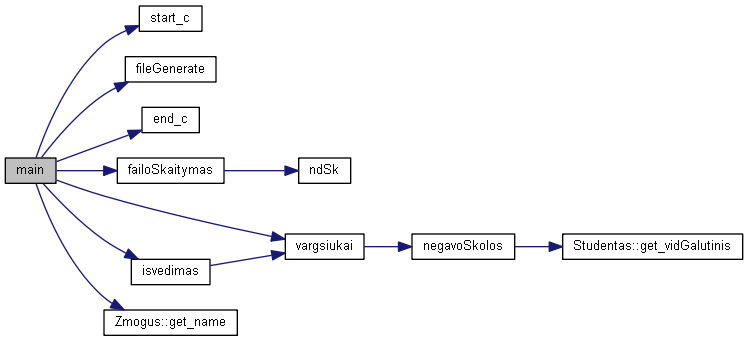 start_c
fileGenerate
end_c
main
failoSkaitymas
ndSk
vargsiukai
negavoSkolos
Studentas::get_vidGalutinis
isvedimas
Zmogus::get_name